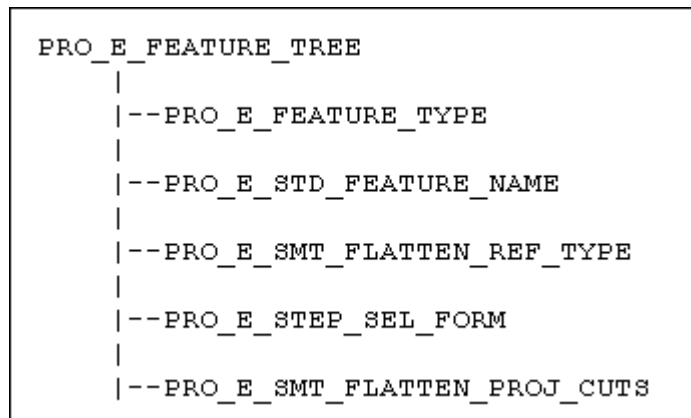 PRO_E_FEATURE_TREE
|
|--PRO_E_FEATURE_TYPE
|
|--PRO_E_STD_FEATURE_NAME
|
|--PRO_E_SMT_FLATTEN_REF_TYPE
|
|--PRO_E_STEP_SEL_FORM
|
|--PRO_E_SMT_FLATTEN_PROJ_CUTS